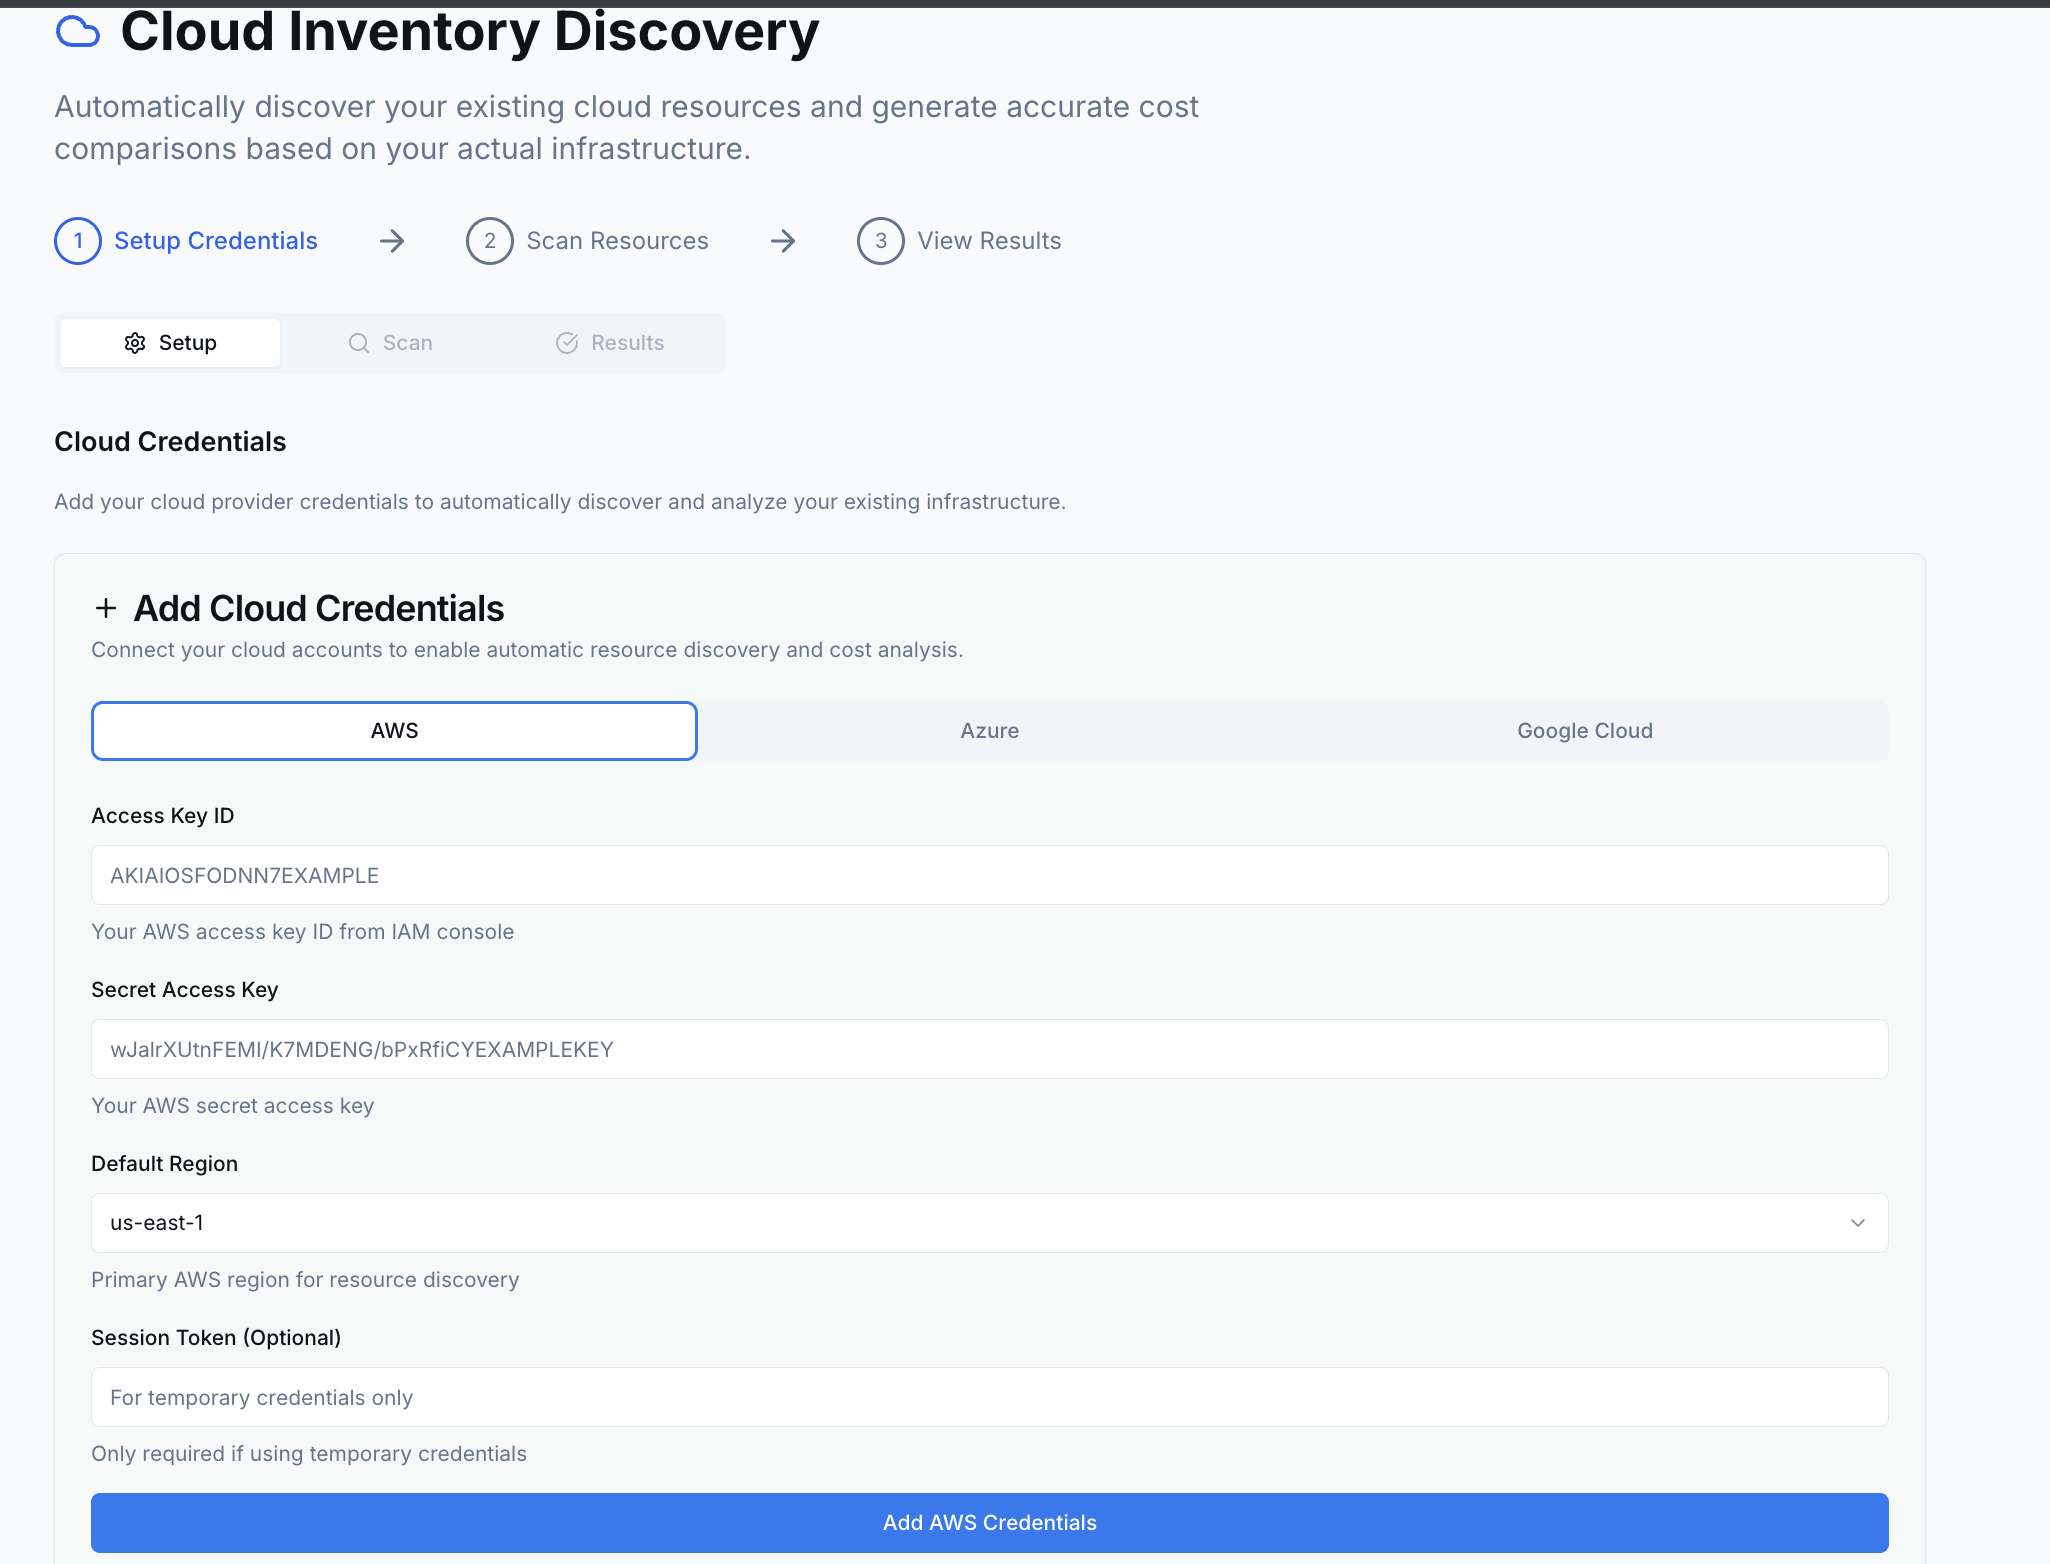 Cloud Inventory Discovery
Automatically discover your existing cloud resources and generate accurate cost
comparisons based on your actual infrastructure.
1 Setup Credentials 2 Scan Resources 3 View Results
Setup Scan Results
Cloud Credentials
Add your cloud provider credentials to automatically discover and analyze your existing infrastructure.
Add Cloud Credentials
Connect your cloud accounts to enable automatic resource discovery and cost analysis.
AWS Azure Google Cloud
Access Key ID
AKIAIOSFODNN7EXAMPLE
Your AWS access key ID from IAM console
Secret Access Key
wJalrXUtnFEMI/K7MDENG/bPxRfiCYEXAMPLEKEY
Your AWS secret access key
Default Region
us-east-1
Primary AWS region for resource discovery
Session Token (Optional)
For temporary credentials only
Only required if using temporary credentials
Add AWS Credentials